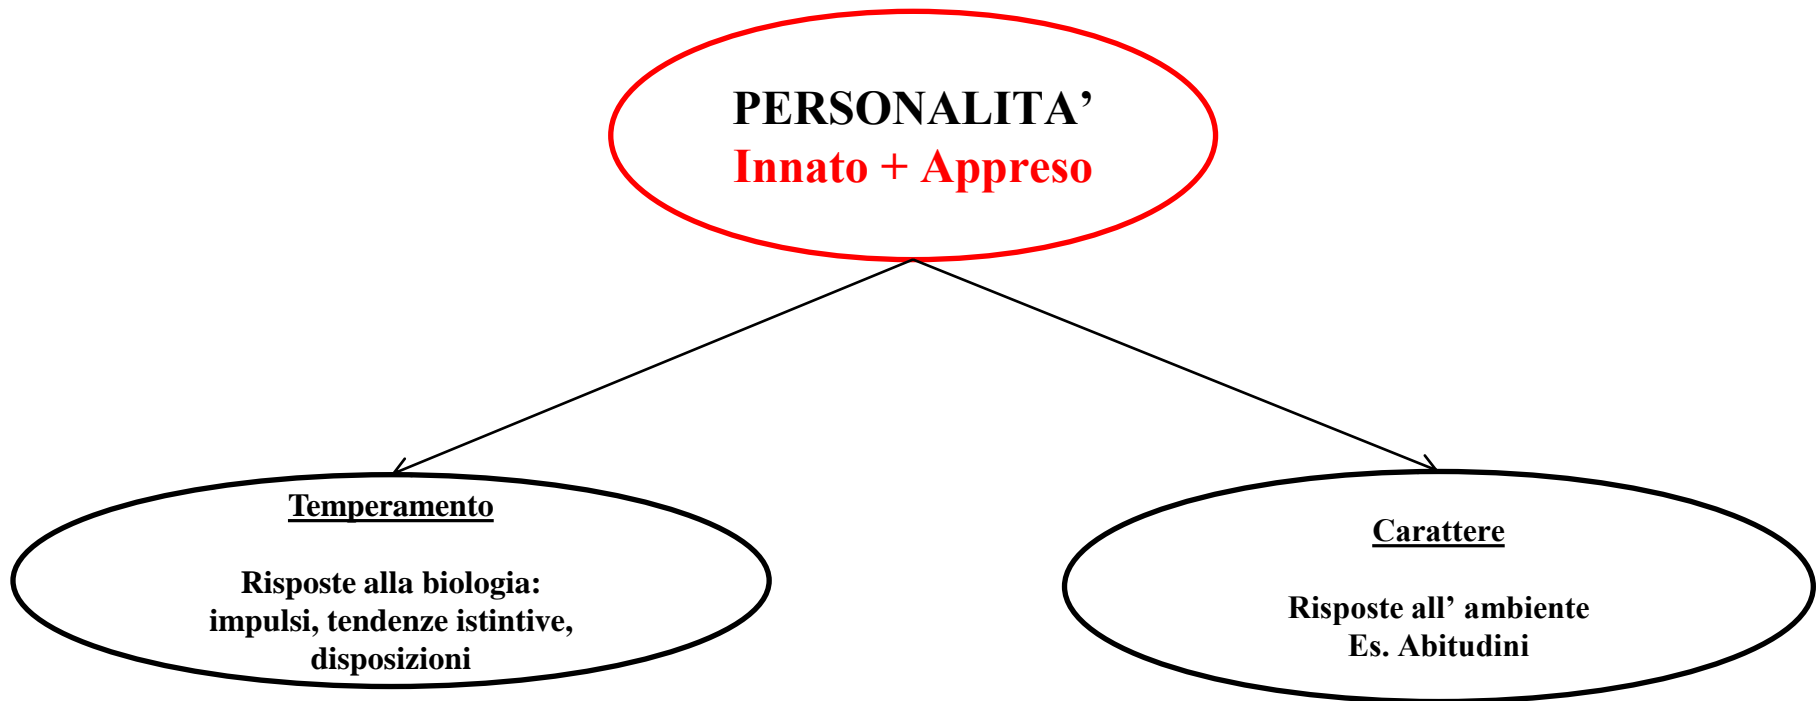 PERSONALITA’
Innato + Appreso
Temperamento
Risposte alla biologia:
impulsi, tendenze istintive,
disposizioni
Carattere
Risposte all’ ambiente
Es. Abitudini